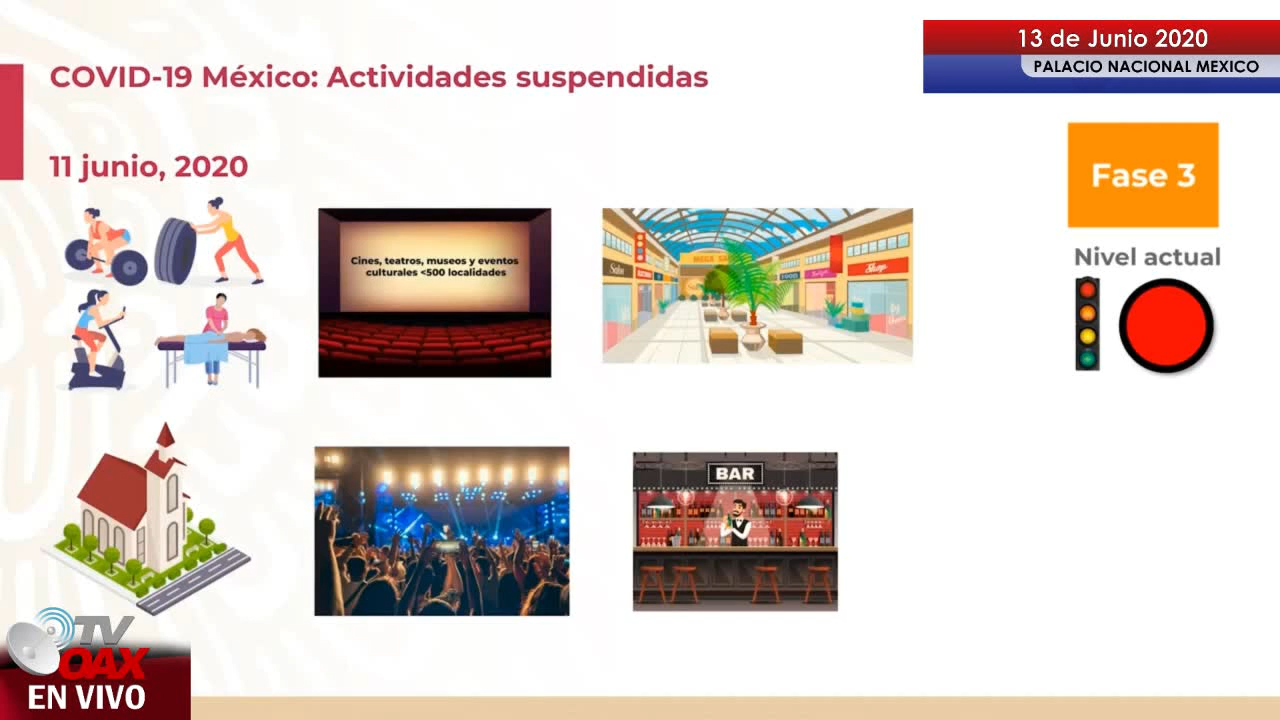 13 de Junio 2020
PALACIO NACIONAL MEXICO
COVID-19 México: Actividades suspendidas
11 junio, 2020
Fase 3
Nivel actual
Cines, teatros, museos y eventos
culturales <500 localidades
Shop
BAR
TV
OAX
EN VIVO